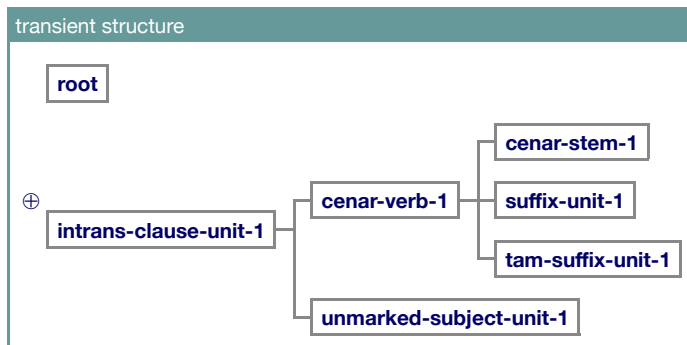 transient structure
root
cenar-stem-1
cenar-verb-1
suffix-unit-1
intrans-clause-unit-1
tam-suffix-unit-1
unmarked-subject-unit-1